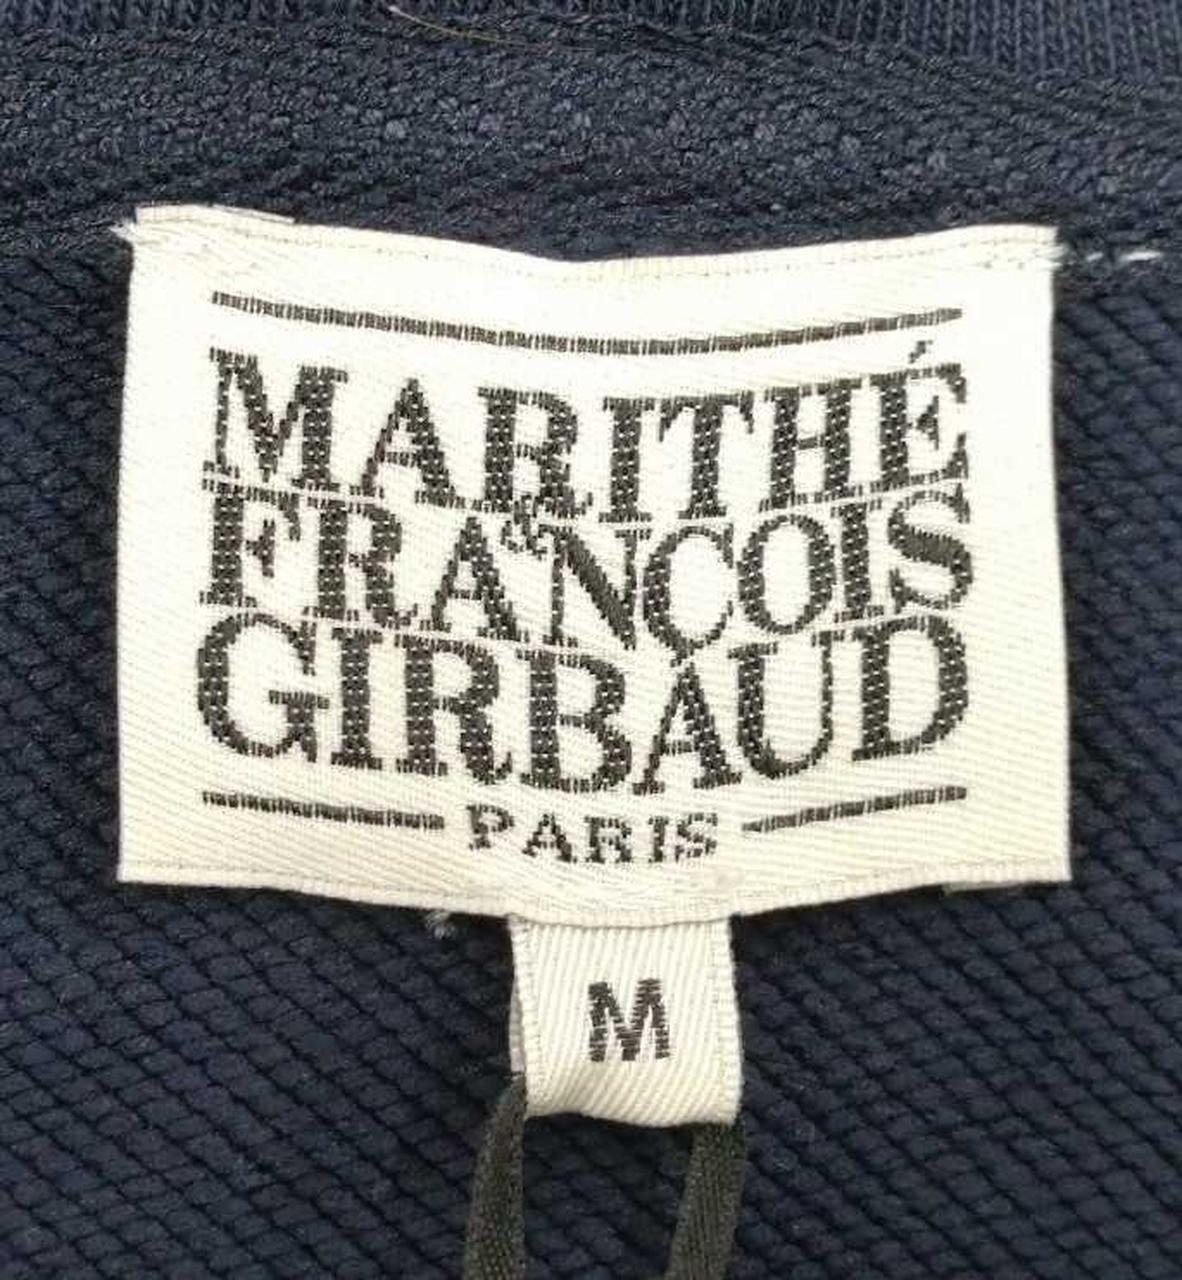 MARITHÉ
&
FRANÇOIS
GIRBAUD
PARIS
M